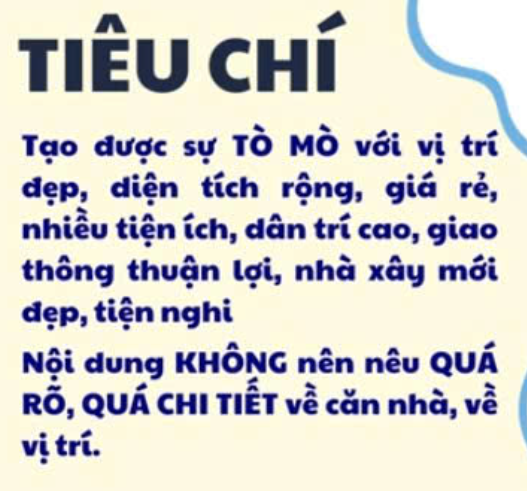 TIÊU CHÍ
Tạo được sự TÒ MÒ với vị trí
đẹp, diện tích rộng, giá rẻ,
nhiều tiện ích, dân trí cao, giao
thông thuận lợi, nhà xây mới
đẹp, tiện nghi
Nội dung KHÔNG nên nêu QUÁ
RÕ, QUÁ CHI TIẾT về căn nhà, về
vị trí.